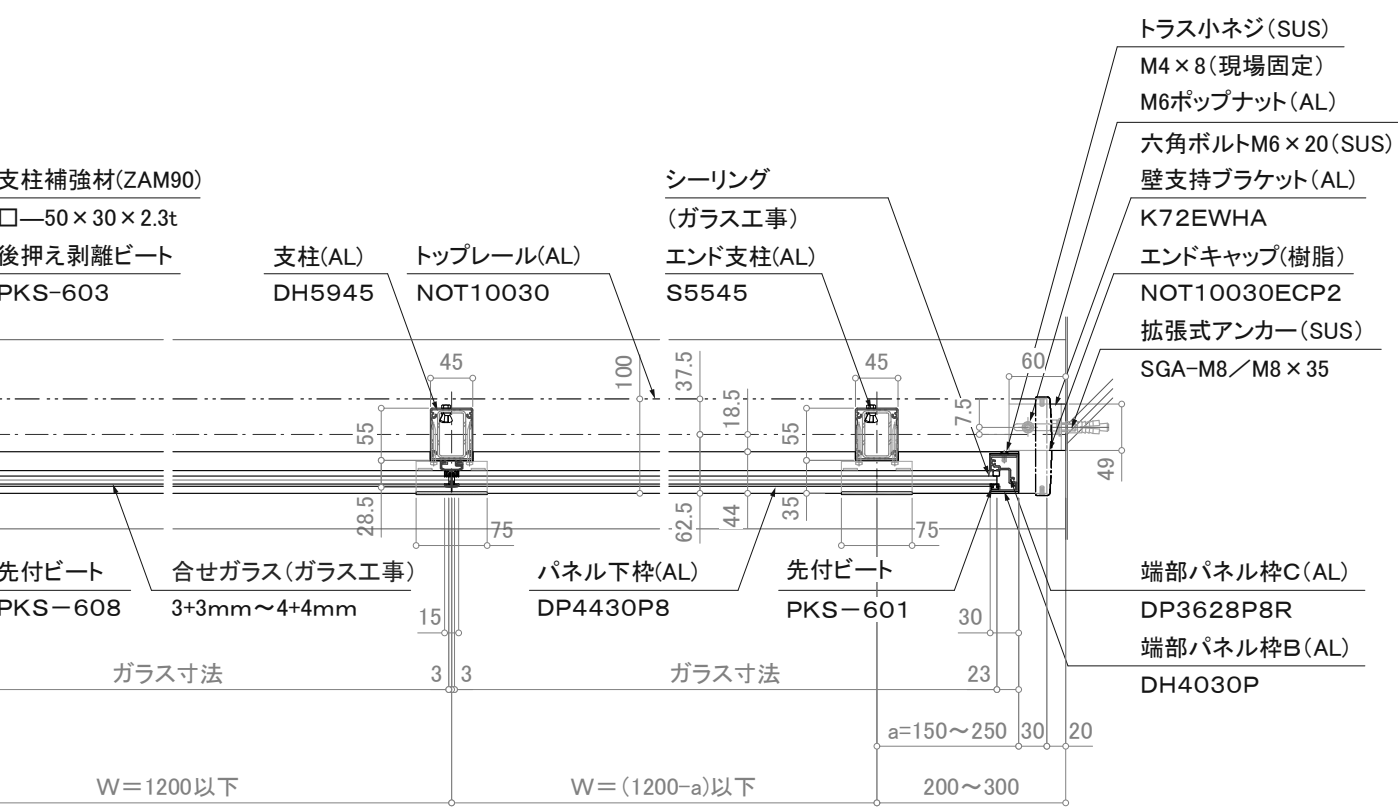 トラス小ネジ(SUS)
M4×8(現場固定)
M6ポップナット(AL)
六角ボルトM6×20(SUS)
壁支持ブラケット(AL)
K72EWHA
エンドキャップ(樹脂)
NOT10030ECP2
拡張式アンカー(SUS)
SGA-M8/M8×35
支柱補強材(ZAM90)
□—50×30×2.3t
後押え剥離ビート
PKS-603
支柱(AL)
DH5945
トップレール(AL)
NOT10030
シーリング
(ガラス工事)
エンド支柱(AL)
S5545
45
100
37.5
45
60
55
18.5
55
7.5
49
28.5
75
62.5
44
35
75
先付ビート
PKS-608
合せガラス(ガラス工事)
3+3mm~4+4mm
パネル下枠(AL)
DP4430P8
先付ビート
PKS-601
端部パネル枠C(AL)
DP3628P8R
端部パネル枠B(AL)
DH4030P
15
30
ガラス寸法
3
3
ガラス寸法
23
a=150~250
30
20
W=1200以下
W=(1200-a)以下
200~300